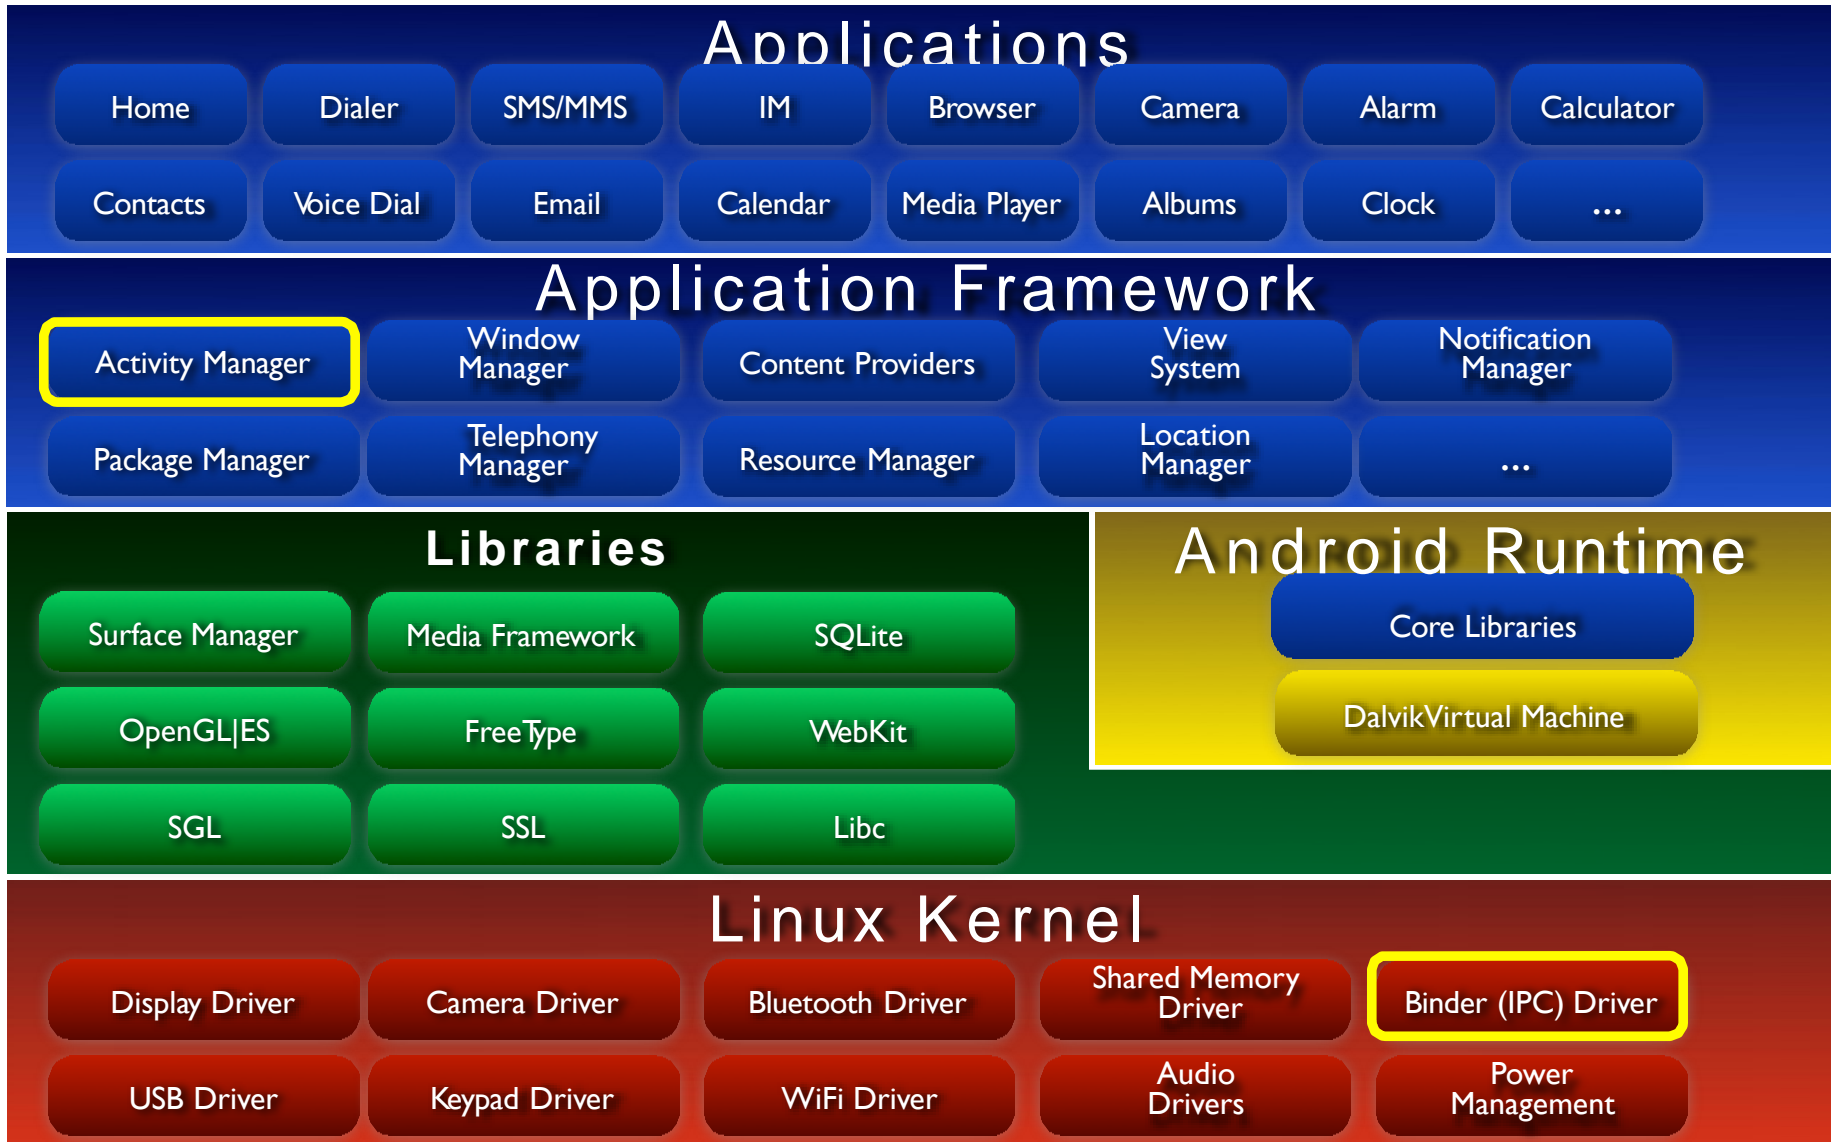 Applications
Home Dialer SMS/MMS IM Browser Camera Alarm Calculator
Contacts Voice Dial Email Calendar Media Player Albums Clock ...
Application Framework
Activity Manager
Window
Manager
Content Providers
View
System
Notification
Manager
Package Manager
Telephony
Manager
Resource Manager
Location
Manager
...
Libraries
Surface Manager Media Framework SQLite
OpenGL|ES FreeType WebKit
SGL SSL Libc
Android Runtime
Core Libraries
DalvikVirtual Machine
Linux Kernel
Display Driver Camera Driver Bluetooth Driver
Shared Memory
Driver
Binder (IPC) Driver
USB Driver Keypad Driver WiFi Driver
Audio
Drivers
Power
Management